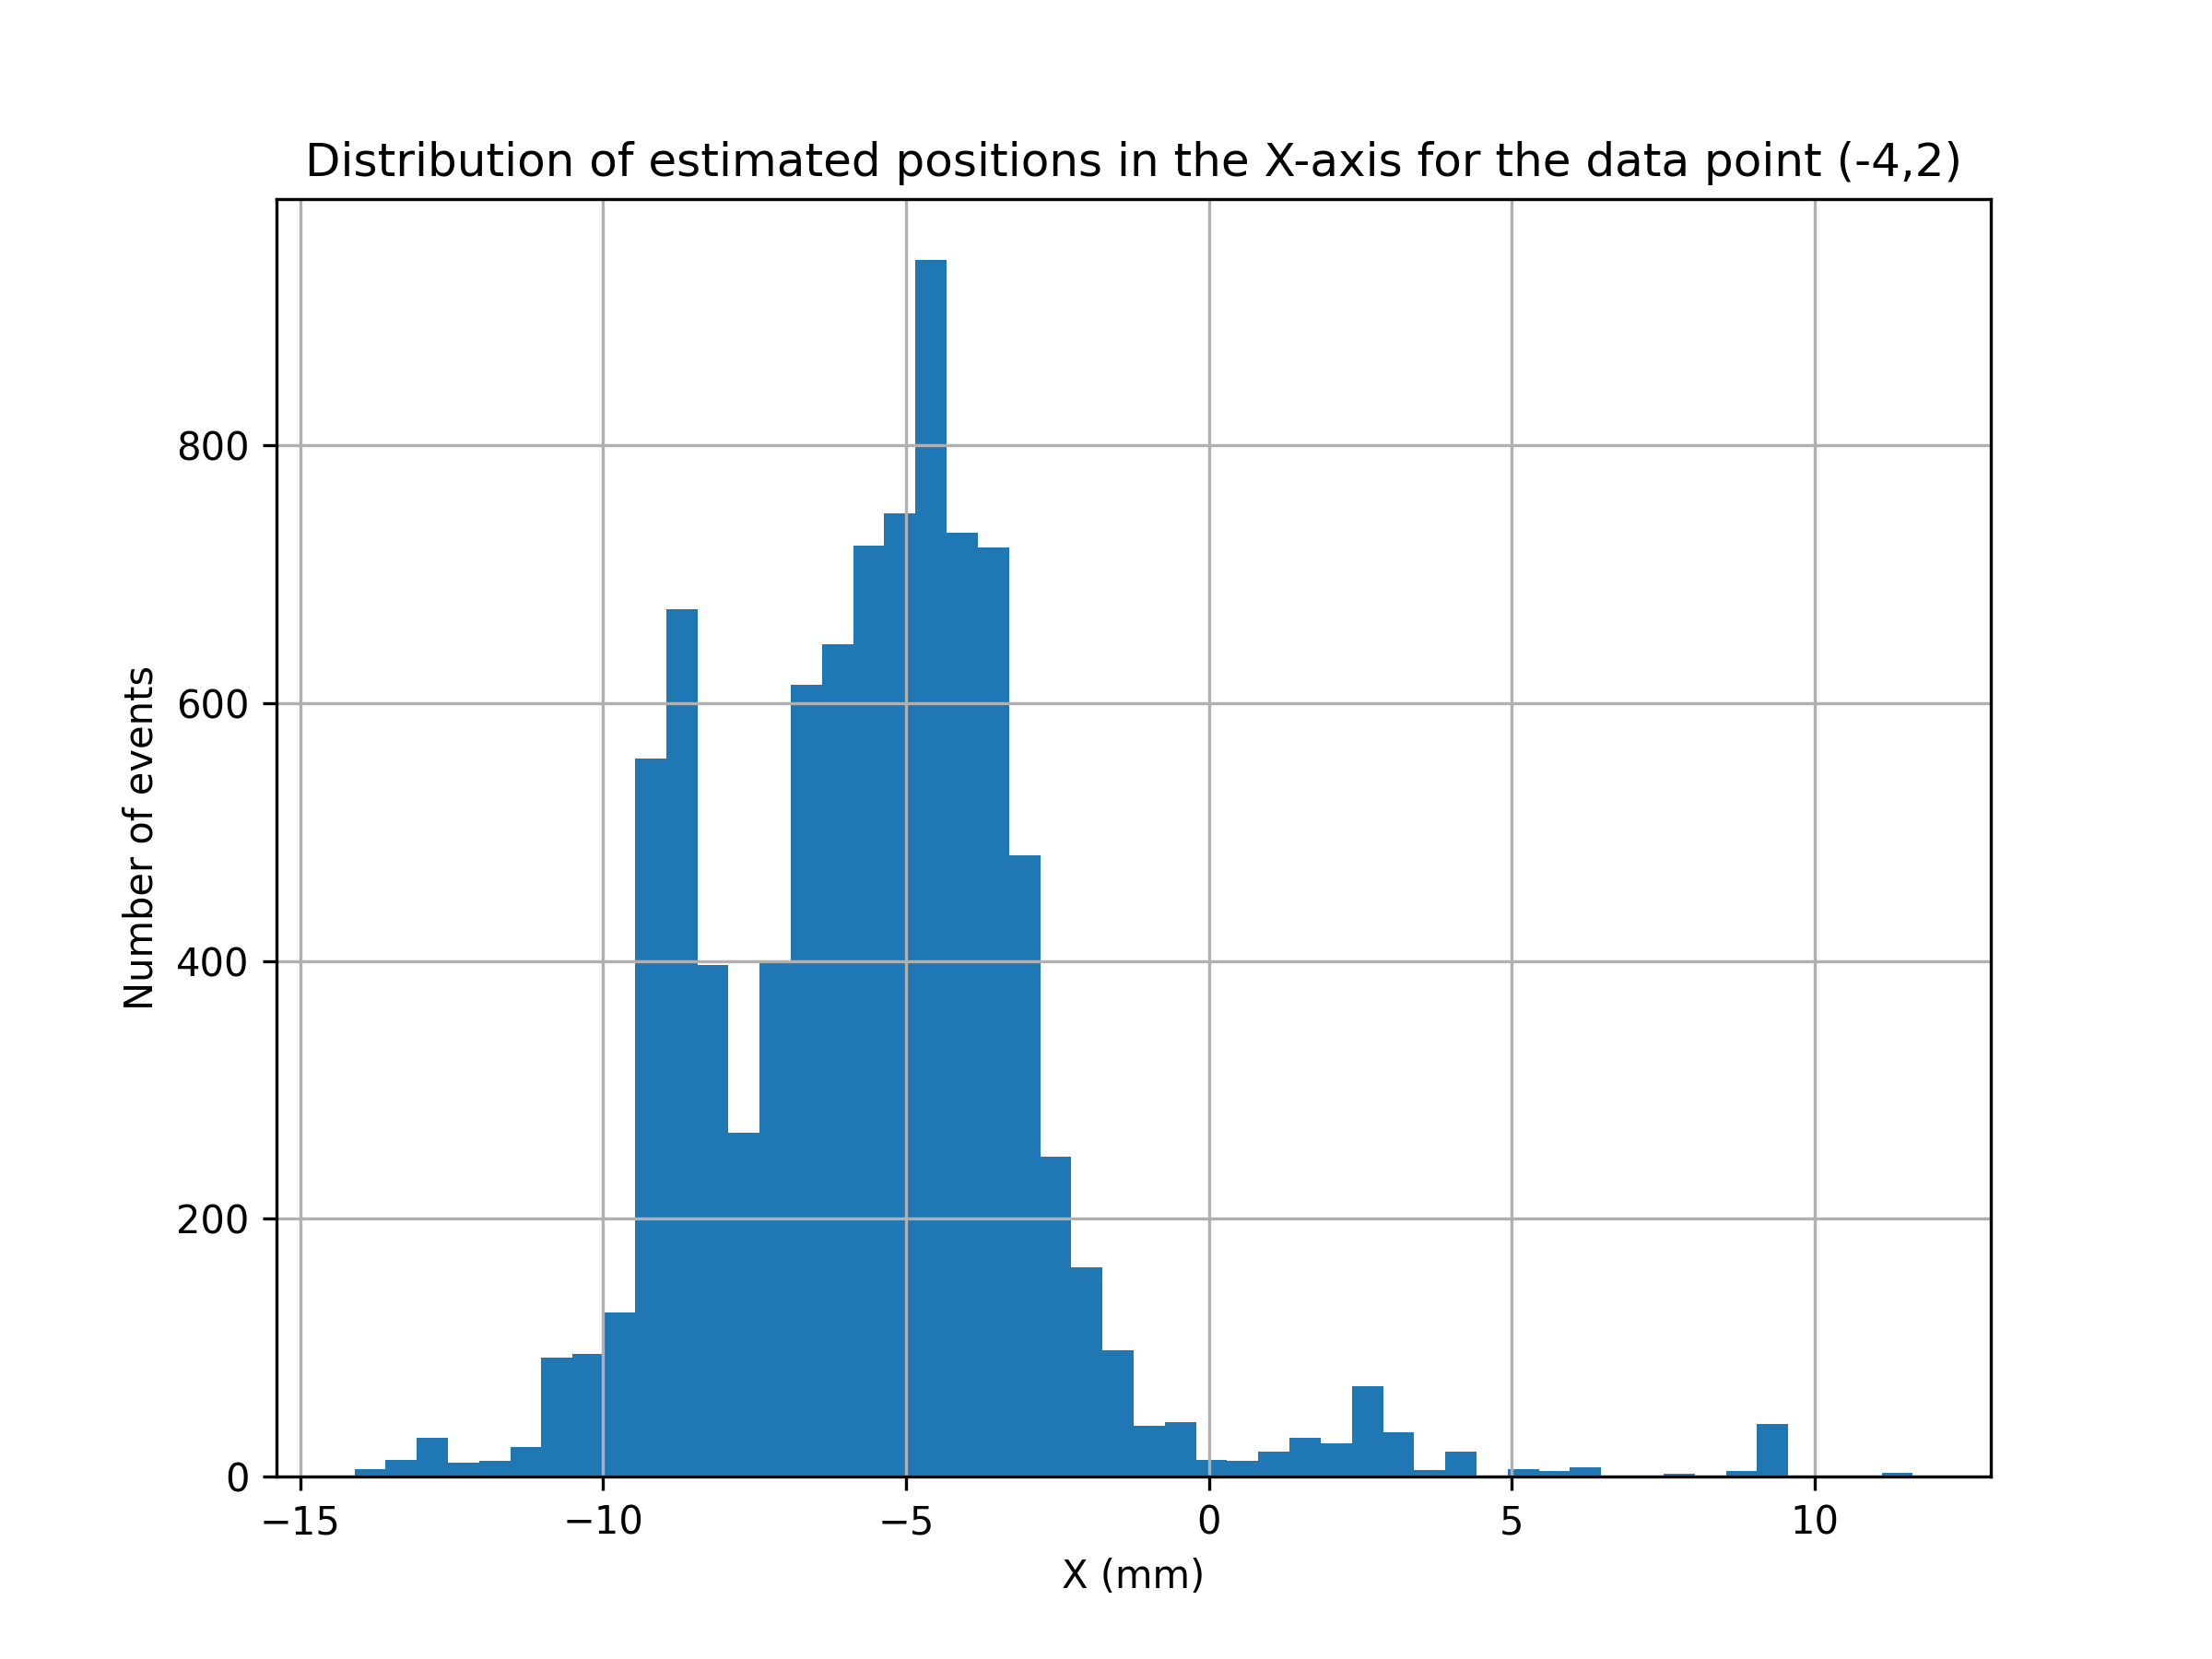 Distribution of estimated positions in the X-axis for the data point (-4,2)
800
600
400
200
0
Number of events
−15 −10 −5 0 5 10
X (mm)